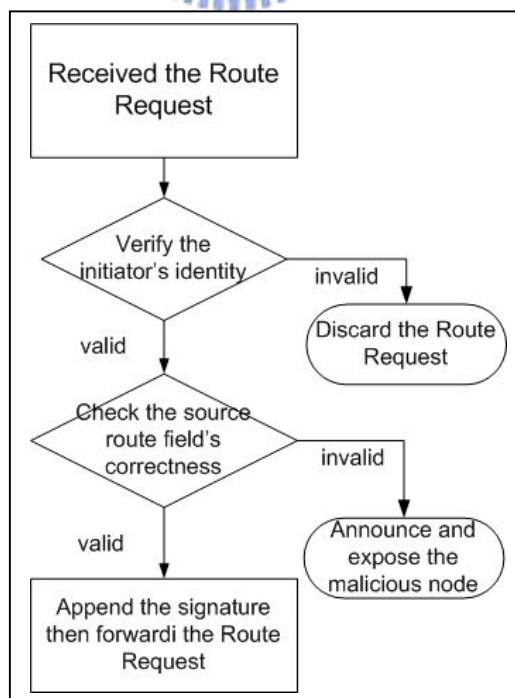 Received the Route
Request
Verify the
initiator's identity
invalid
Discard the Route
Request
valid
Check the source
route field's
correctness
invalid
Announce and
expose the
malicious node
valid
Append the signature
then forwardi the Route
Request